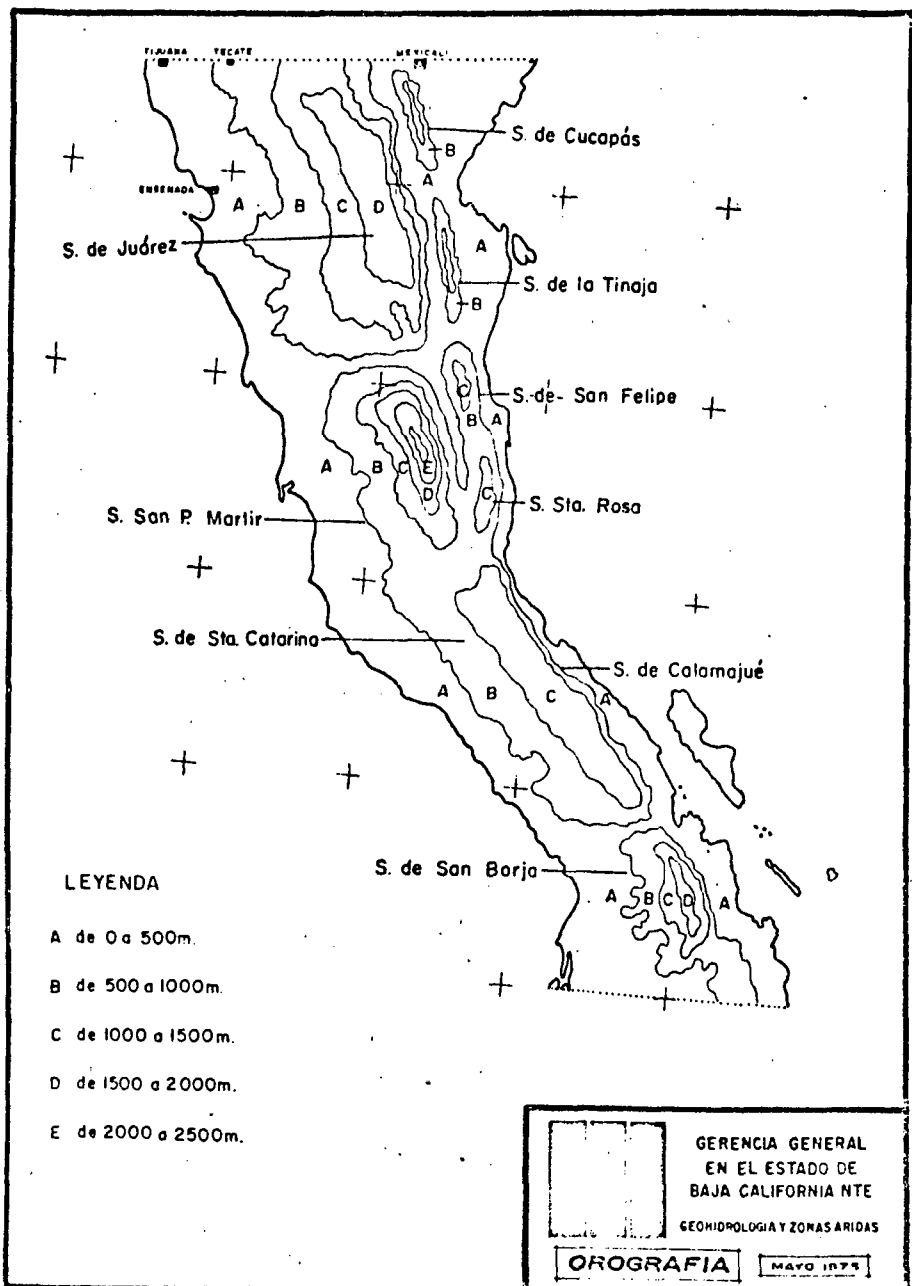 TIJUANA
TECATE
MEXICALI
S. de Cucapás
B
A
ENSENADA
A
B
C
D
A
S. de Juárez
S. de la Tinaja
B
C
S. de San Felipe
B
A
A
B
C
E
D
C
S. Sta. Rosa
S. San P. Martir
S. de Sta. Catarina
S. de Calamajué
A
B
C
A
S. de San Borja
A
B
C
D
A
LEYENDA
A de 0 a 500m.
B de 500 a 1000m.
C de 1000 a 1500m.
D de 1500 a 2000m.
E de 2000 a 2500m.
GERENCIA GENERAL
EN EL ESTADO DE
BAJA CALIFORNIA NTE
GEOHIDROLOGIA Y ZONAS ARIDAS
OROGRAFIA
MAYO